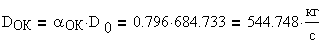 D_OK = α_OK·D_0 = 0.796·684.733 = 544.748·кг/с